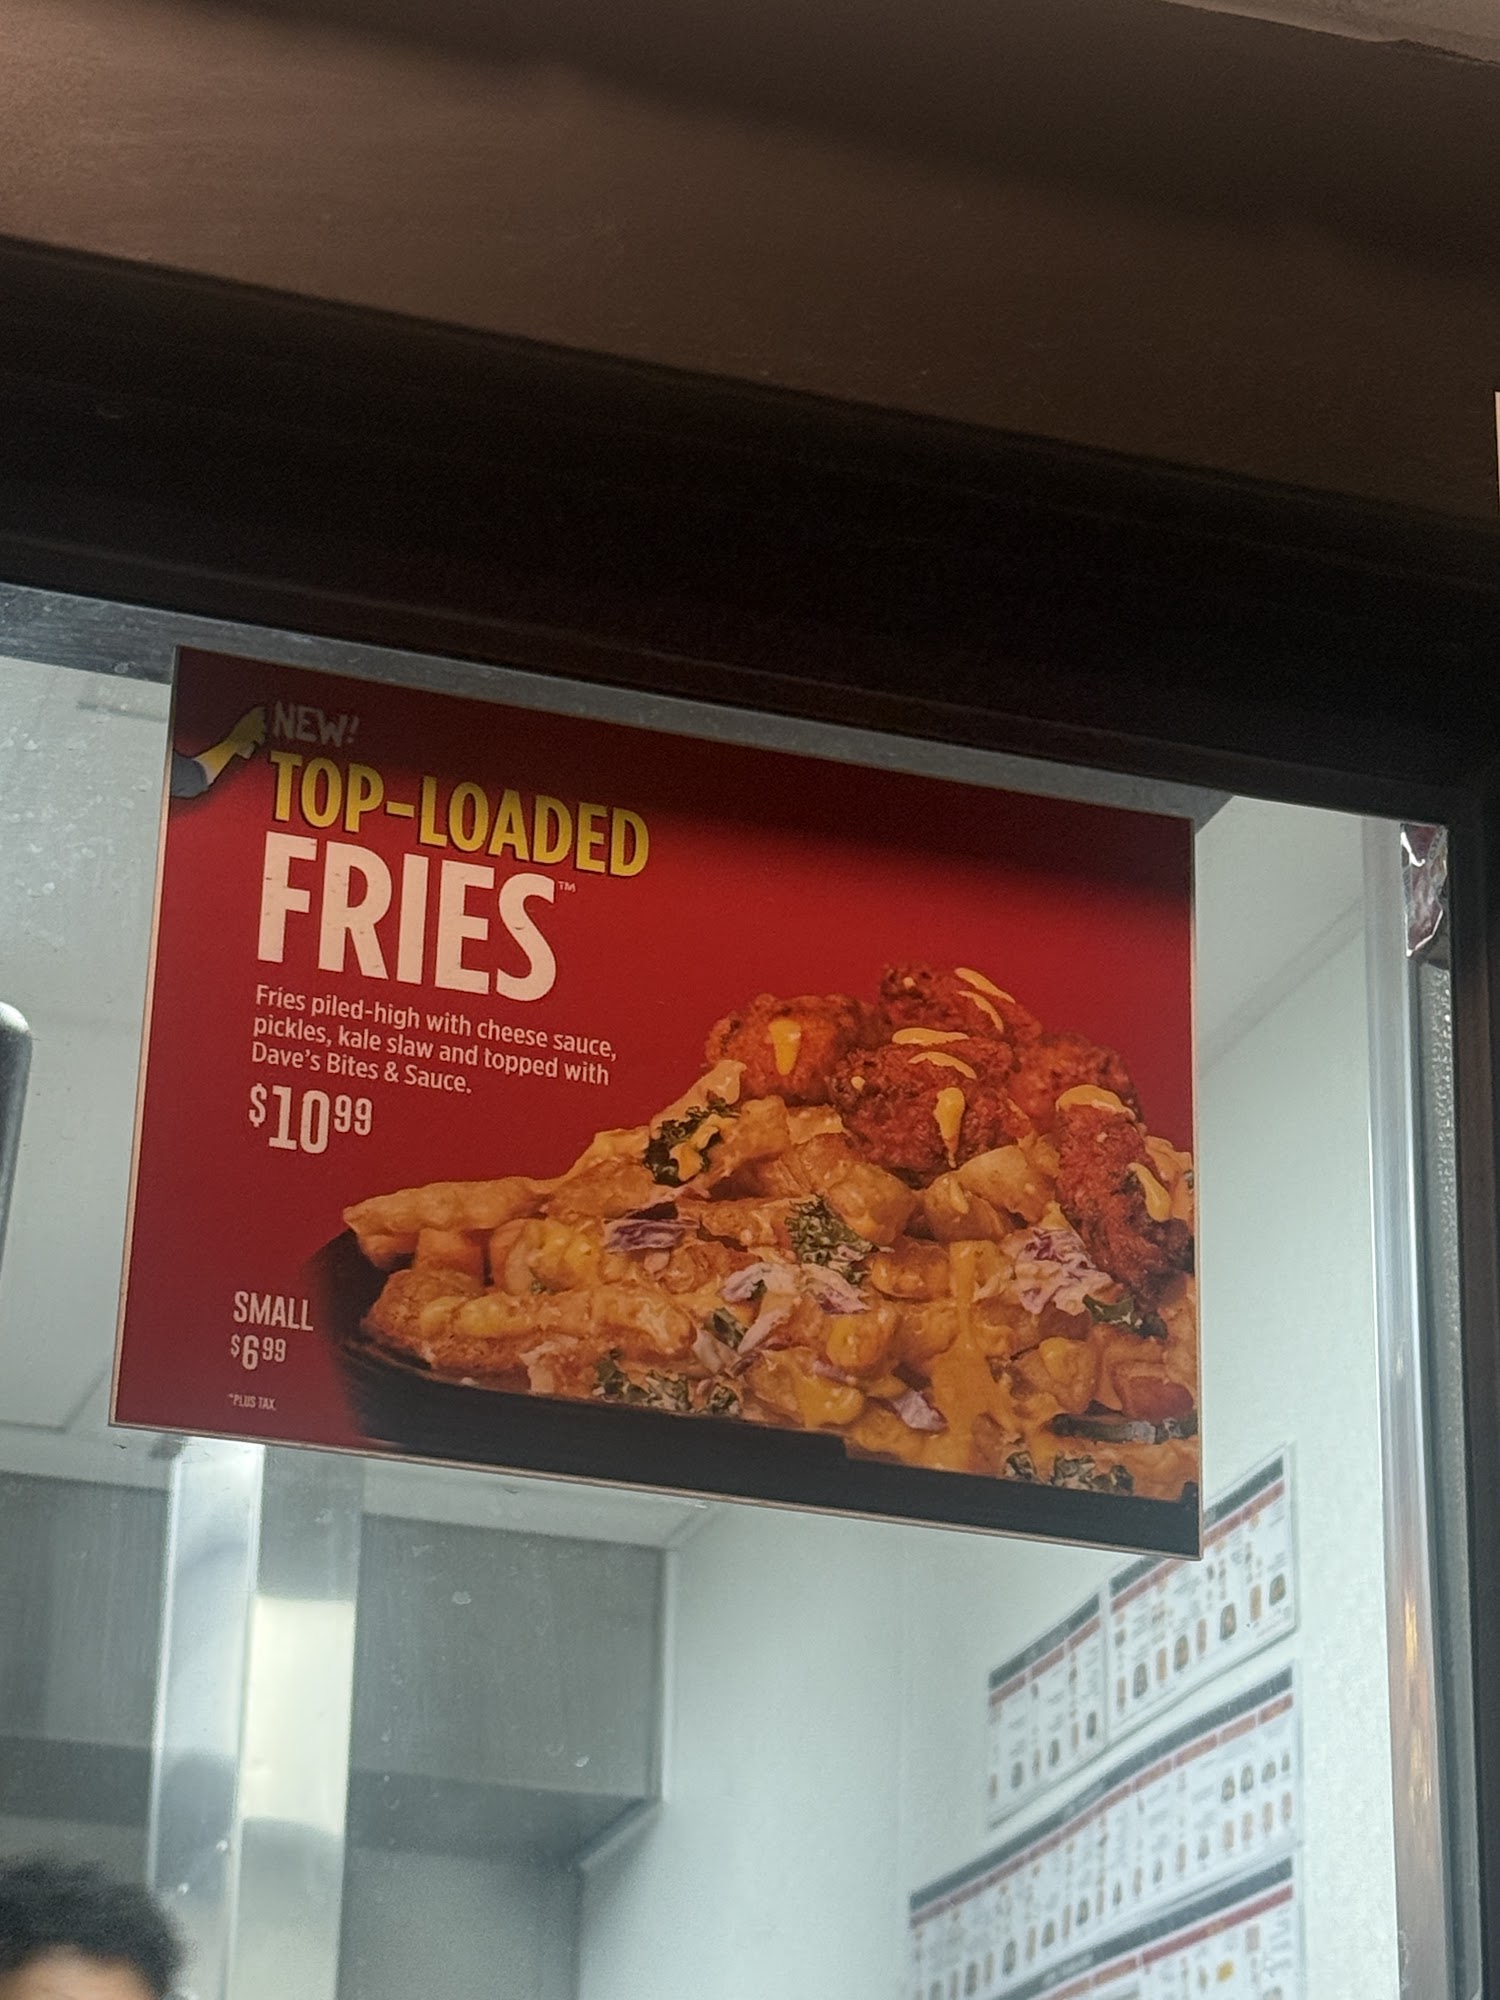 NEW!
TOP-LOADED
FRIES™
Fries piled-high with cheese sauce,
pickles, kale slaw and topped with
Dave's Bites & Sauce.
$10.99
SMALL
$6.99
*PLUS TAX.